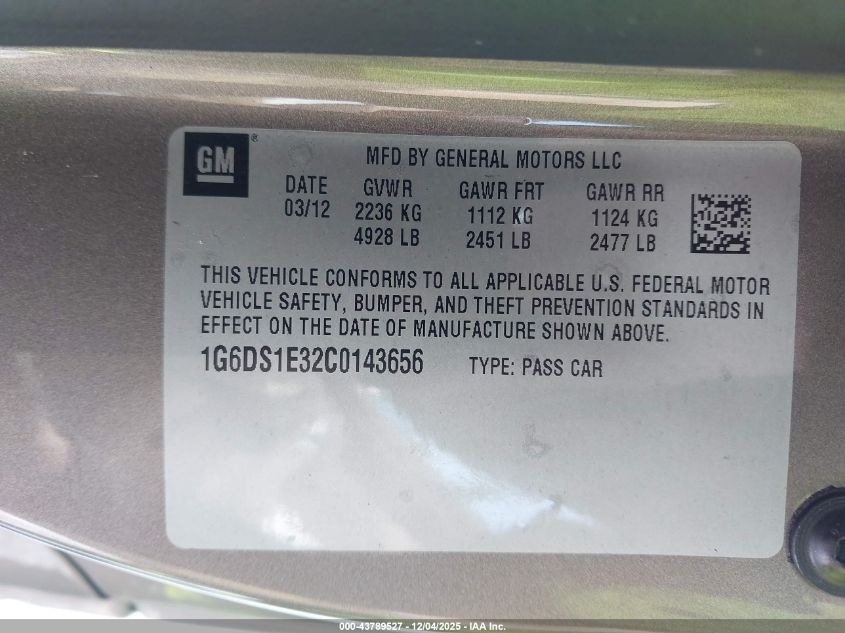 GM ®
MFD BY GENERAL MOTORS LLC
DATE GVWR GAWR FRT GAWR RR
03/12 2236 KG 1112 KG 1124 KG
4928 LB 2451 LB 2477 LB
THIS VEHICLE CONFORMS TO ALL APPLICABLE U.S. FEDERAL MOTOR
VEHICLE SAFETY, BUMPER, AND THEFT PREVENTION STANDARDS IN
EFFECT ON THE DATE OF MANUFACTURE SHOWN ABOVE.
1G6DS1E32C0143656 TYPE: PASS CAR
000-43789527 - 12/04/2025 - IAA Inc.